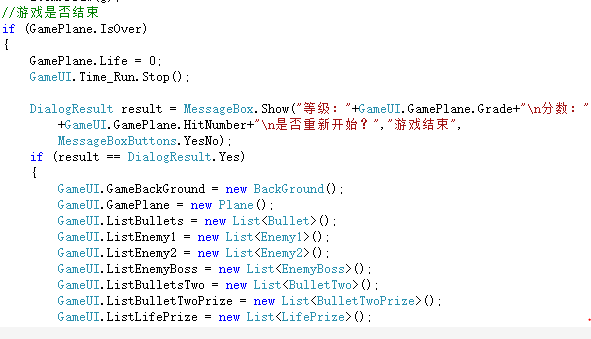 //游戏是否结束
if (GamePlane.IsOver)
{
GamePlane.Life = 0;
GameUI.Time_Run.Stop();
DialogResult result = MessageBox.Show("等级："+GameUI.GamePlane.Grade+"\n分数："
+GameUI.GamePlane.HitNumber+"\n是否重新开始？","游戏结束",
MessageBoxButtons.YesNo);
if (result == DialogResult.Yes)
{
GameUI.GameBackGround = new BackGround();
GameUI.GamePlane = new Plane();
GameUI.ListBullets = new List<Bullet>();
GameUI.ListEnemy1 = new List<Enemy1>();
GameUI.ListEnemy2 = new List<Enemy2>();
GameUI.ListEnemyBoss = new List<EnemyBoss>();
GameUI.ListBulletsTwo = new List<BulletTwo>();
GameUI.ListBulletTwoPrize = new List<BulletTwoPrize>();
GameUI.ListLifePrize = new List<LifePrize>();